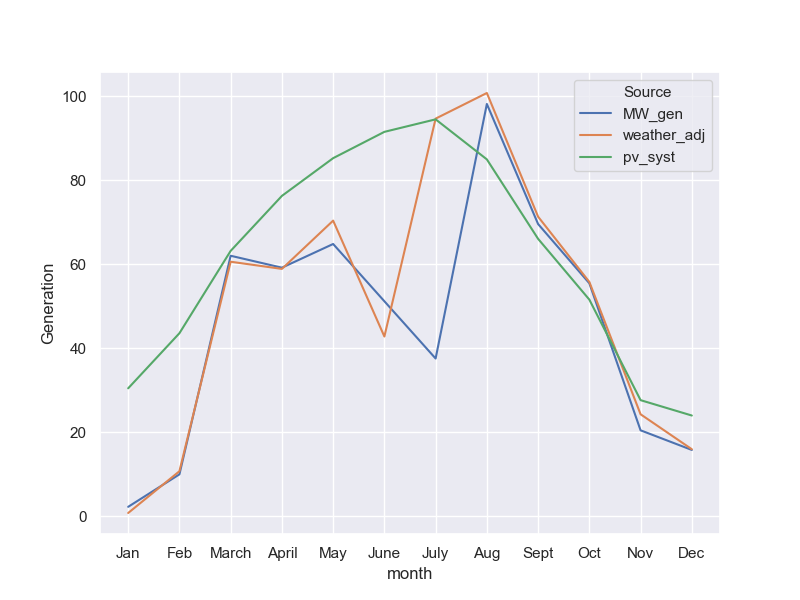 Source
MW_gen
weather_adj
pv_syst
100
80
60
40
20
0
Generation
Jan Feb March April May June July Aug Sept Oct Nov Dec
month